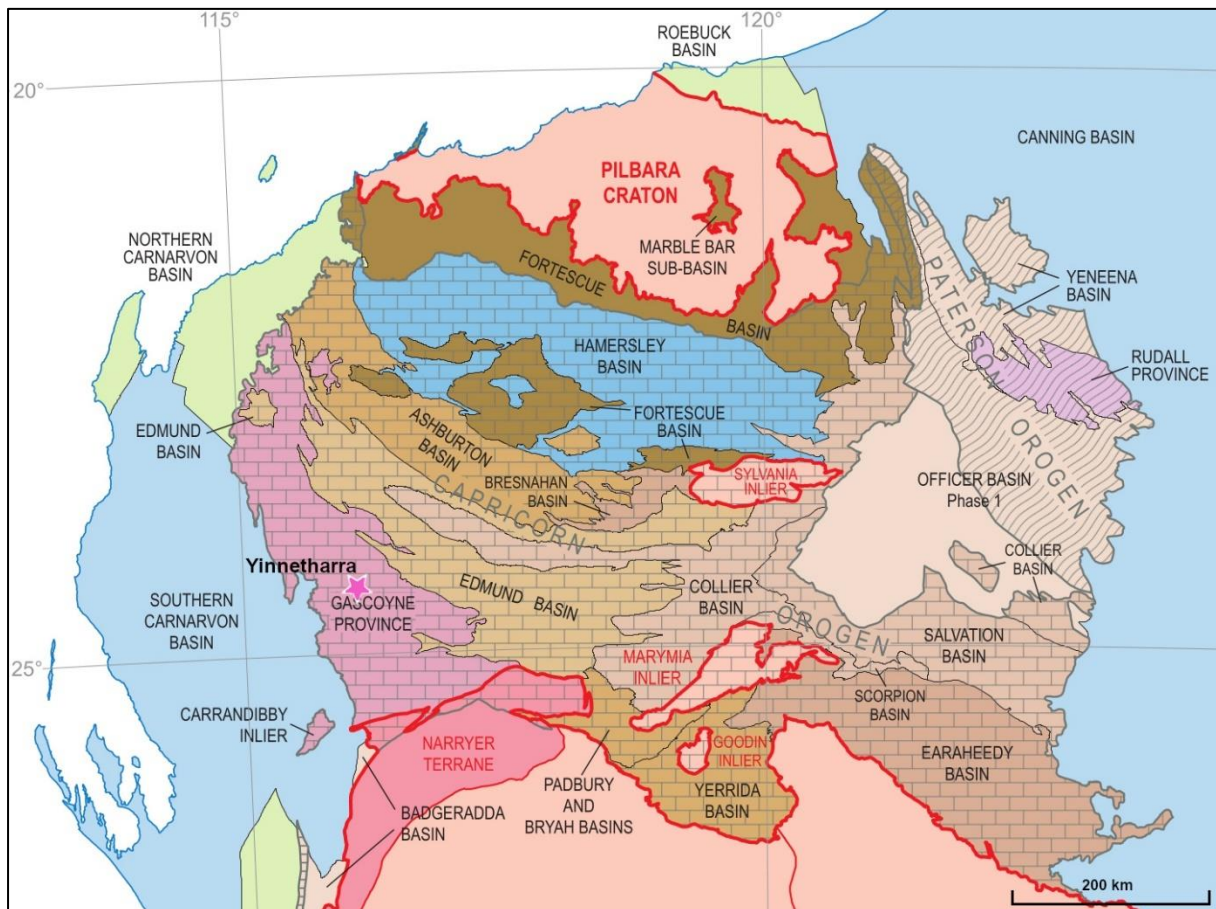 115°
120°
ROEBUCK
BASIN
20°
CANNING BASIN
PILBARA
CRATON
MARBLE BAR
SUB-BASIN
NORTHERN
CARNARVON
BASIN
FORTESCUE
BASIN
YENEENA
BASIN
PATERSON
OROGEN
HAMERSLEY
BASIN
RUDALL
PROVINCE
FORTESCUE
BASIN
EDMUND
BASIN
ASHBURTON
BASIN
BRESNAHAN
BASIN
SYLVANIA
INLIER
OFFICER BASIN
Phase 1
CAPRICORN
OROGEN
COLLIER
BASIN
Yinnetharra
GASCOYNE
PROVINCE
EDMUND BASIN
COLLIER
BASIN
SOUTHERN
CARNARVON
BASIN
SALVATION
BASIN
25°
MARYMIA
INLIER
SCORPION
BASIN
CARRANDIBBY
INLIER
NARRYER
TERRANE
GOODIN
INLIER
EARAHEEDY
BASIN
PADBURY
AND
BRYAH BASINS
YERRIDA
BASIN
BADGERADDA
BASIN
200 km